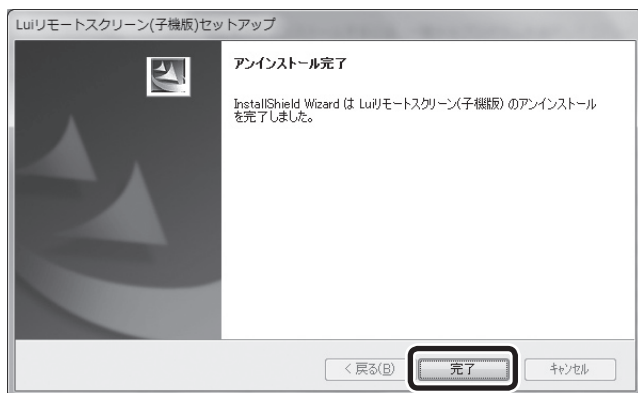 Luiリモートスクリーン(子機版)セットアップ
アンインストール完了
InstallShield Wizard は Luiリモートスクリーン(子機版) のアンインストール
を完了しました。
< 戻る(B)
完了
キャンセル